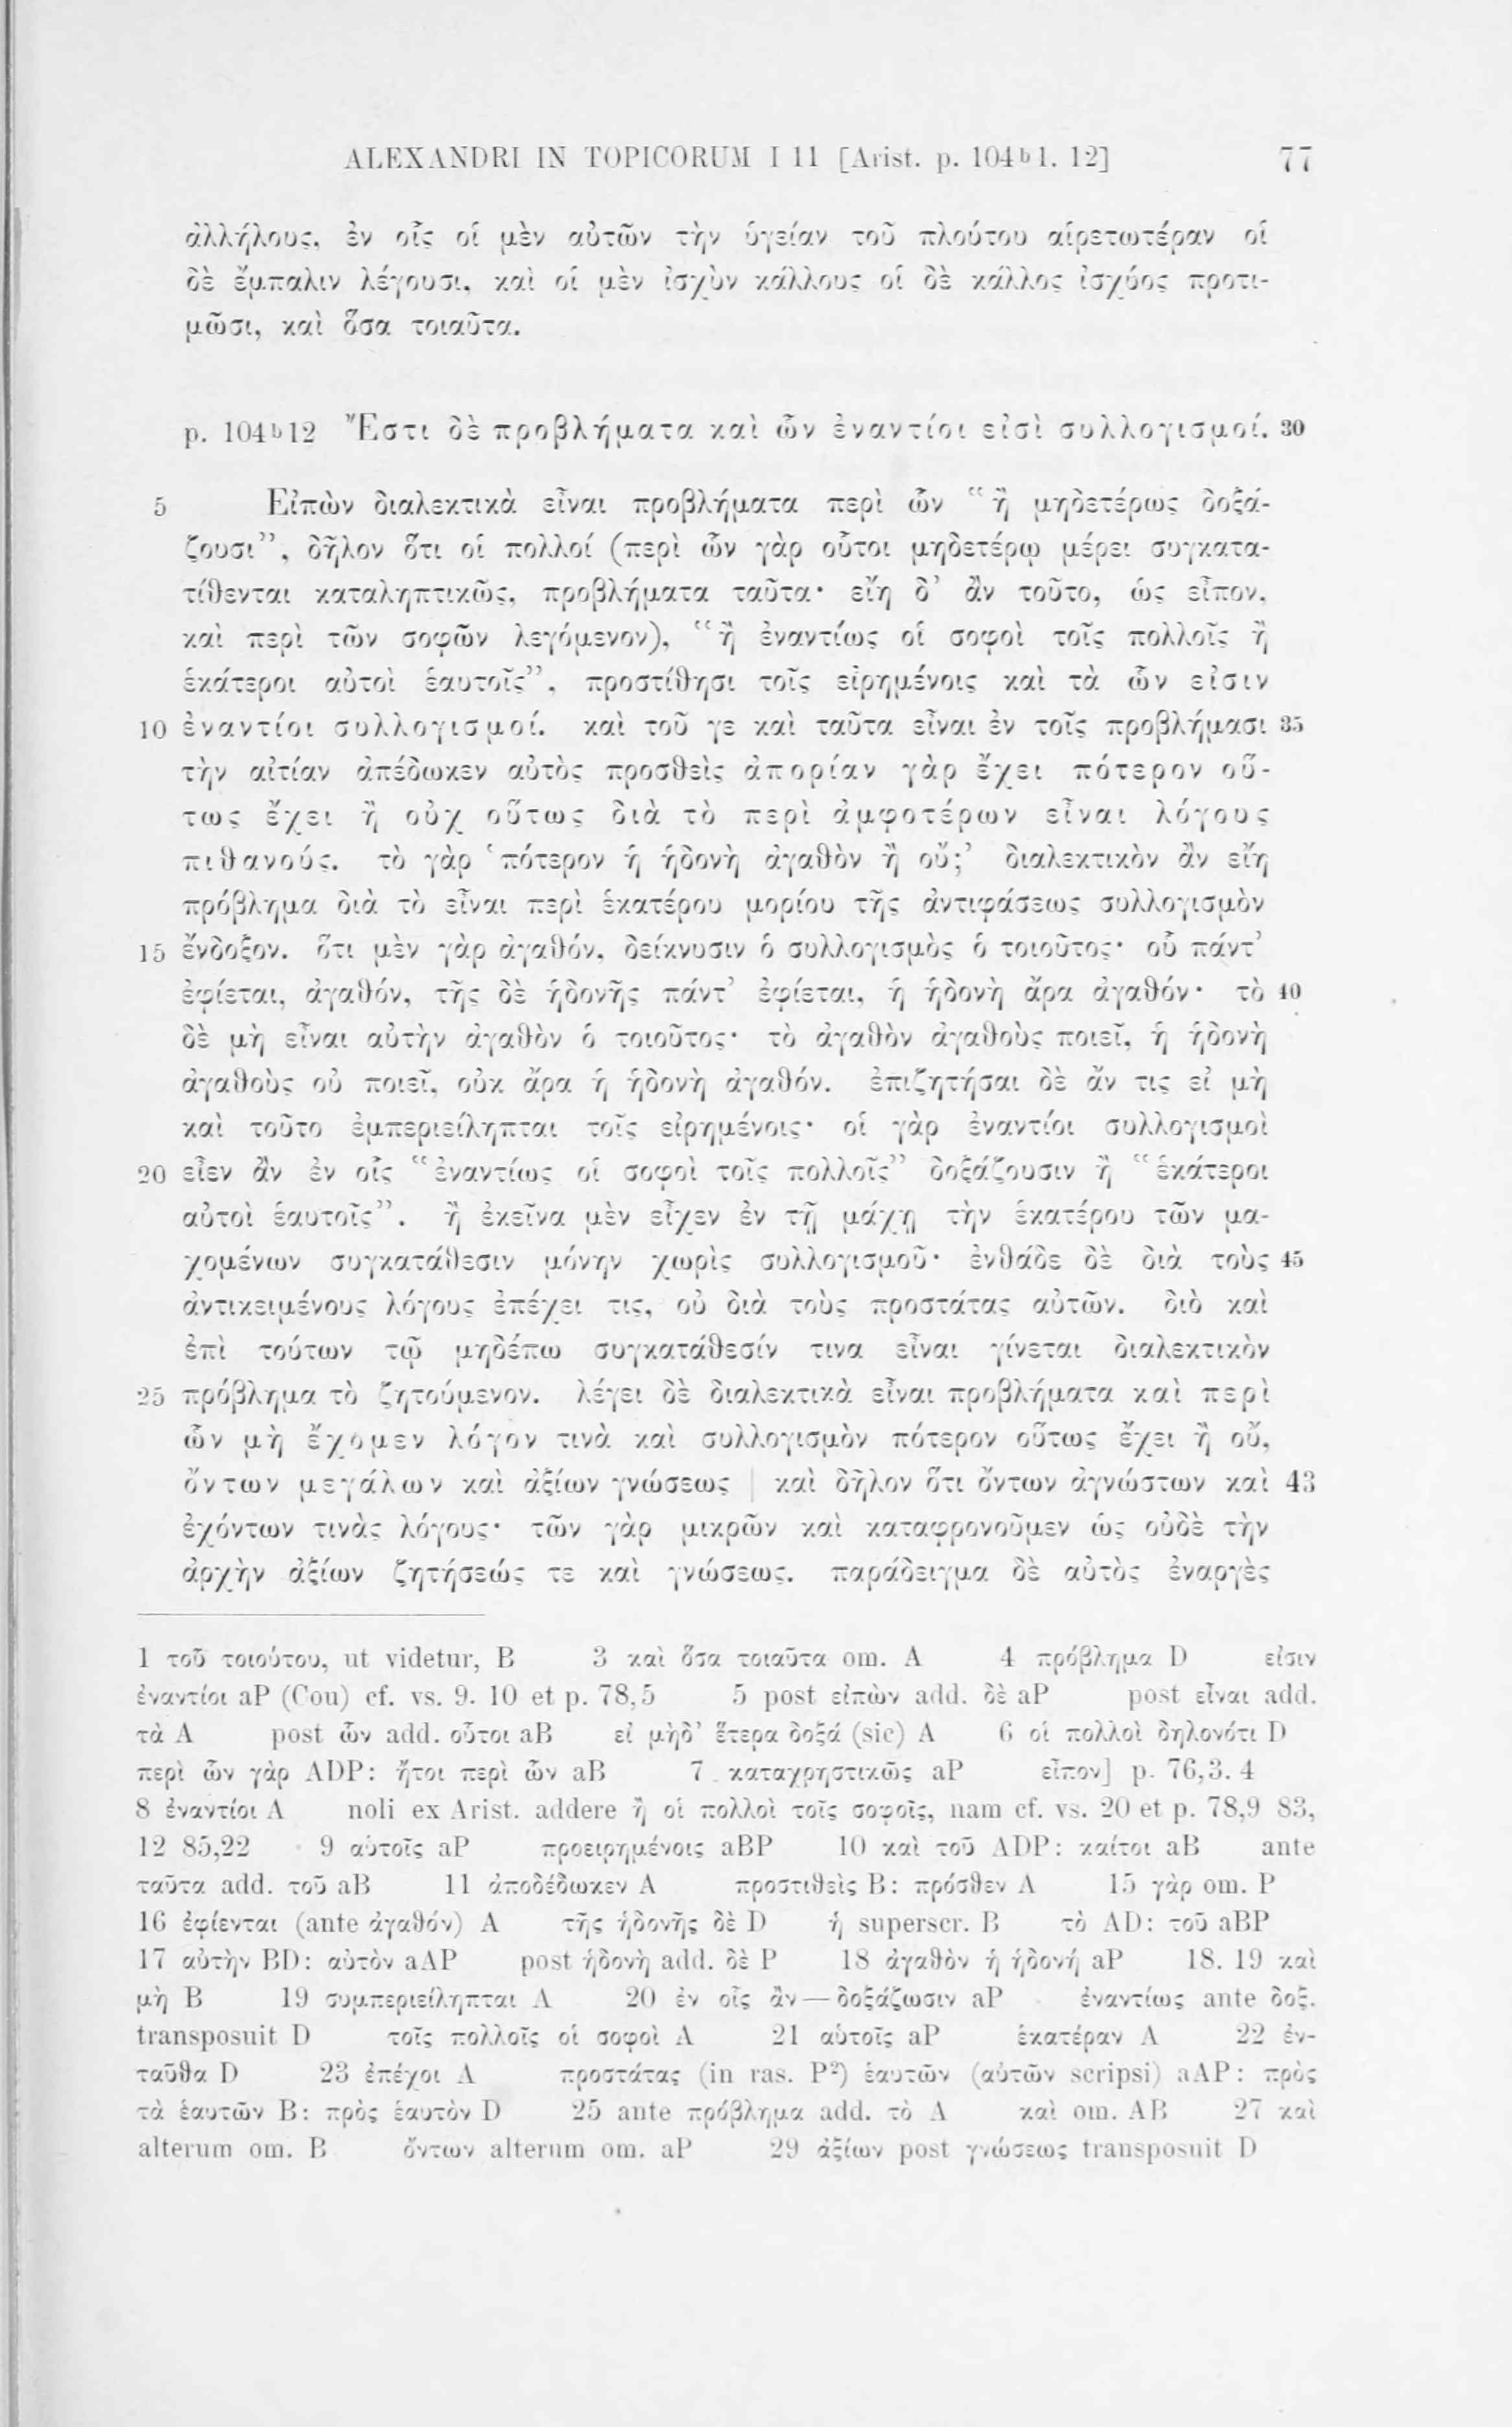 ALEXANDRI IN TOPICORUM I 11 [Arist. p. 104b1. 12] 77
ἀλλήλους, ἐν οἷς οἱ μὲν αὐτῶν τὴν ὑγείαν τοῦ πλούτου αἱρετωτέραν οἱ
δὲ ἔμπαλιν λέγουσι, καὶ οἱ μὲν ἰσχὺν κάλλους οἱ δὲ κάλλος ἰσχύος προτι-
μῶσι, καὶ ὅσα τοιαῦτα.
p. 104b12 Ἔστι δὲ προβλήματα καὶ ὧν ἐναντίοι εἰσὶ συλλογισμοί. 30
5 Εἰπὼν διαλεκτικὰ εἶναι προβλήματα περὶ ὧν “ἢ μηδετέρως δοξά-
ζουσι”, δῆλον ὅτι οἱ πολλοί (περὶ ὧν γὰρ οὗτοι μηδετέρῳ μέρει συγκατα-
τίθενται καταληπτικῶς, προβλήματα ταῦτα· εἴη δ’ ἂν τοῦτο, ὡς εἶπον,
καὶ περὶ τῶν σοφῶν λεγόμενον), “ἢ ἐναντίως οἱ σοφοὶ τοῖς πολλοῖς ἢ
ἑκάτεροι αὐτοὶ ἑαυτοῖς”, προστίθησι τοῖς εἰρημένοις καὶ τὰ ὧν εἰσιν
10 ἐναντίοι συλλογισμοί. καὶ τοῦ γε καὶ ταῦτα εἶναι ἐν τοῖς προβλήμασι 35
τὴν αἰτίαν ἀπέδωκεν αὐτὸς προσθεὶς ἀπορίαν γὰρ ἔχει πότερον οὕ-
τως ἔχει ἢ οὐχ οὕτως διὰ τὸ περὶ ἀμφοτέρων εἶναι λόγους
πιθανούς. τὸ γὰρ ‘πότερον ἡ ἡδονὴ ἀγαθὸν ἢ οὔ;’ διαλεκτικὸν ἂν εἴη
πρόβλημα διὰ τὸ εἶναι περὶ ἑκατέρου μορίου τῆς ἀντιφάσεως συλλογισμὸν
15 ἔνδοξον. ὅτι μὲν γὰρ ἀγαθόν, δείκνυσιν ὁ συλλογισμὸς ὁ τοιοῦτος· οὗ πάντ’
ἐφίεται, ἀγαθόν, τῆς δὲ ἡδονῆς πάντ’ ἐφίεται, ἡ ἡδονὴ ἄρα ἀγαθόν· τὸ 40
δὲ μὴ εἶναι αὐτὴν ἀγαθὸν ὁ τοιοῦτος· τὸ ἀγαθὸν ἀγαθοὺς ποιεῖ, ἡ ἡδονὴ
ἀγαθοὺς οὐ ποιεῖ, οὐκ ἄρα ἡ ἡδονὴ ἀγαθόν. ἐπιζητήσαι δὲ ἄν τις εἰ μὴ
καὶ τοῦτο ἐμπεριείληπται τοῖς εἰρημένοις· οἱ γὰρ ἐναντίοι συλλογισμοὶ
20 εἶεν ἂν ἐν οἷς “ἐναντίως οἱ σοφοὶ τοῖς πολλοῖς” δοξάζουσιν ἢ “ἑκάτεροι
αὐτοὶ ἑαυτοῖς”. ἢ ἐκεῖνα μὲν εἶχεν ἐν τῇ μάχῃ τὴν ἑκατέρου τῶν μα-
χομένων συγκατάθεσιν μόνην χωρὶς συλλογισμοῦ· ἐνθάδε δὲ διὰ τοὺς 45
ἀντικειμένους λόγους ἐπέχει τις, οὐ διὰ τοὺς προστάτας αὐτῶν. διὸ καὶ
ἐπὶ τούτων τῷ μηδέπω συγκατάθεσίν τινα εἶναι γίνεται διαλεκτικὸν
25 πρόβλημα τὸ ζητούμενον. λέγει δὲ διαλεκτικὰ εἶναι προβλήματα καὶ περὶ
ὧν μὴ ἔχομεν λόγον τινὰ καὶ συλλογισμὸν πότερον οὕτως ἔχει ἢ οὔ,
ὄντων μεγάλων καὶ ἀξίων γνώσεως | καὶ δῆλον ὅτι ὄντων ἀγνώστων καὶ 43
ἐχόντων τινὰς λόγους· τῶν γὰρ μικρῶν καὶ καταφρονοῦμεν ὡς οὐδὲ τὴν
ἀρχὴν ἀξίων ζητήσεώς τε καὶ γνώσεως. παράδειγμα δὲ αὐτὸς ἐναργὲς
1 τοῦ τοιούτου, ut videtur, B 3 καὶ ὅσα τοιαῦτα om. A 4 πρόβλημα D εἰσιν
ἐναντίοι aP (Cou) cf. vs. 9. 10 et p. 78,5 5 post εἰπὼν add. δὲ aP post εἶναι add.
τὰ A post ὧν add. οὗτοι aB εἰ μὴδ’ ἕτερα δοξά (sic) A 6 οἱ πολλοὶ δηλονότι D
περὶ ὧν γὰρ ADP: ἤτοι περὶ ὧν aB 7 καταχρηστικῶς aP εἶπον] p. 76,3. 4
8 ἐναντίοι A noli ex Arist. addere ἢ οἱ πολλοὶ τοῖς σοφοῖς, nam cf. vs. 20 et p. 78,9 83,
12 85,22 9 αὑτοῖς aP προειρημένοις aBP 10 καὶ τοῦ ADP: καίτοι aB ante
ταῦτα add. τοῦ aB 11 ἀποδέδωκεν A προστιθεὶς B: πρόσθεν A 15 γὰρ om. P
16 ἐφίενται (ante ἀγαθόν) A τῆς ἡδονῆς δὲ D ἡ superscr. B τὸ AD: τοῦ aBP
17 αὐτὴν BD: αὐτὸν aAP post ἡδονὴ add. δὲ P 18 ἀγαθὸν ἡ ἡδονή aP 18. 19 καὶ
μὴ B 19 συμπεριείληπται A 20 ἐν οἷς ἂν — δοξάζωσιν aP ἐναντίως ante δοξ.
transposuit D τοῖς πολλοῖς οἱ σοφοὶ A 21 αὑτοῖς aP ἑκατέραν A 22 ἐν-
ταῦθα D 23 ἐπέχοι A προστάτας (in ras. P²) ἑαυτῶν (αὐτῶν scripsi) aAP: πρὸς
τὰ ἑαυτῶν B: πρὸς ἑαυτὸν D 25 ante πρόβλημα add. τὸ A καὶ om. AB 27 καὶ
alterum om. B ὄντων alterum om. aP 29 ἀξίων post γνώσεως transposuit D